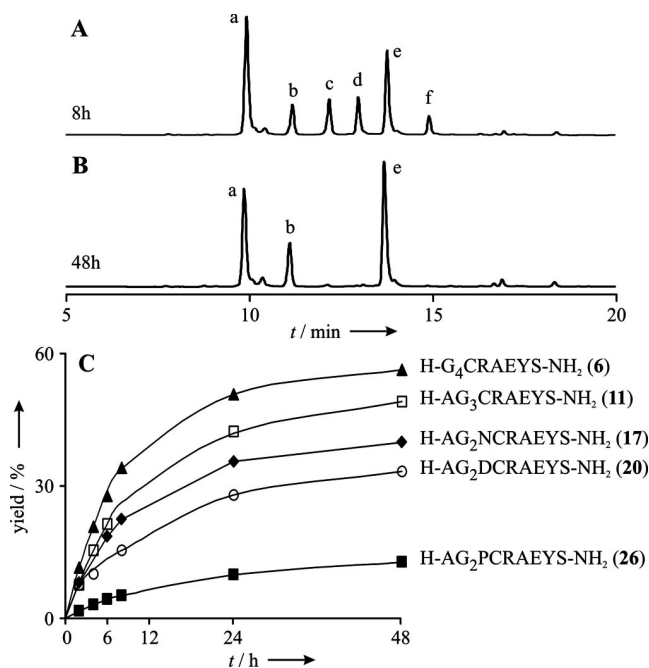 A
a
b
c
d
e
f
8h
B
a
b
e
48h
5 10 15 20
t / min
C
60
30
0
yield / %
H-G4CRAEYS-NH2 (6)
H-AG3CRAEYS-NH2 (11)
H-AG2NCRAEYS-NH2 (17)
H-AG2DCRAEYS-NH2 (20)
H-AG2PCRAEYS-NH2 (26)
0 6 12 24 48
t / h